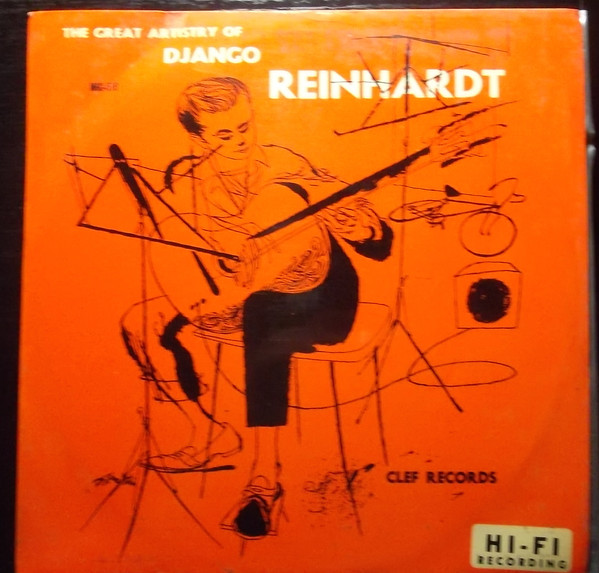 THE GREAT ARTISTRY OF
DJANGO
REINHARDT
CLEF RECORDS
HI-FI
RECORDING